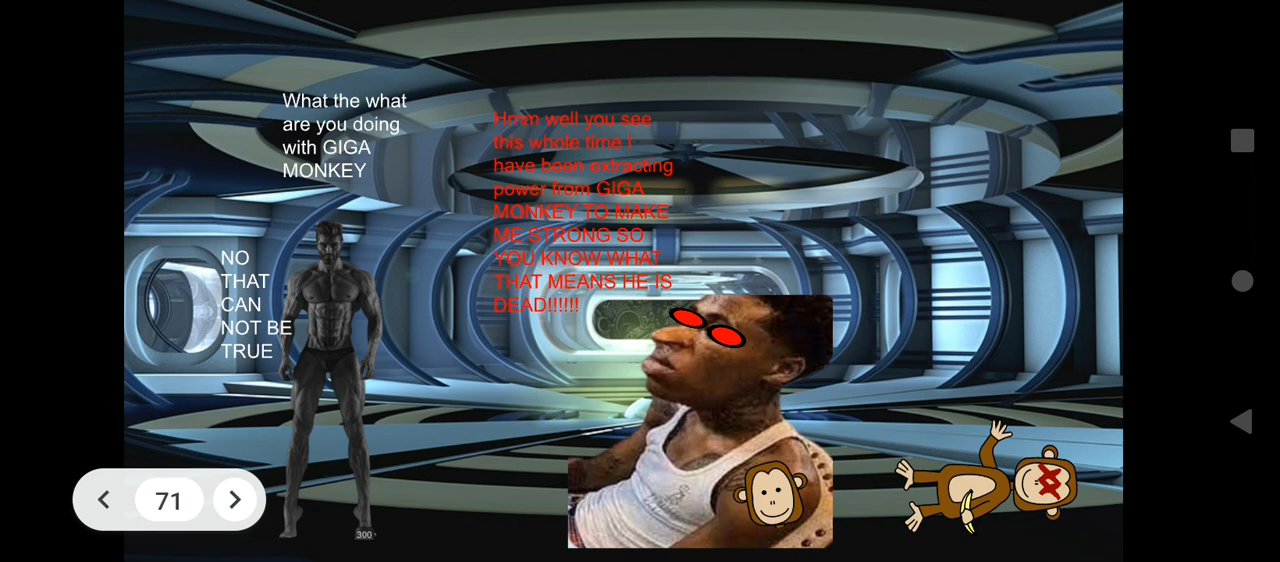 What the what
are you doing
with GIGA
MONKEY
Hmm well you see
this whole time I
have been extracting
power from GIGA
MONKEY TO MAKE
ME STRONG SO
YOU KNOW WHAT
THAT MEANS HE IS
DEAD!!!!!!
NO
THAT
CAN
NOT BE
TRUE
71
300